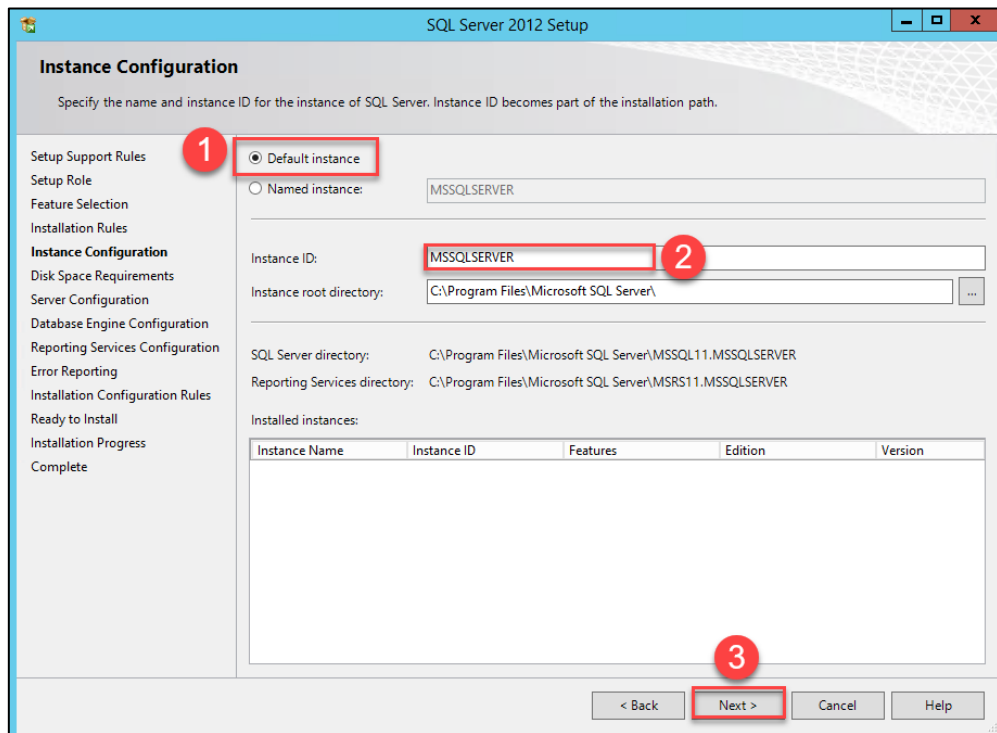 SQL Server 2012 Setup
Instance Configuration
Specify the name and instance ID for the instance of SQL Server. Instance ID becomes part of the installation path.
Setup Support Rules
Setup Role
Feature Selection
Installation Rules
Instance Configuration
Disk Space Requirements
Server Configuration
Database Engine Configuration
Reporting Services Configuration
Error Reporting
Installation Configuration Rules
Ready to Install
Installation Progress
Complete
1
Default instance
Named instance: MSSQLSERVER
Instance ID: MSSQLSERVER
2
Instance root directory: C:\Program Files\Microsoft SQL Server\ ...
SQL Server directory: C:\Program Files\Microsoft SQL Server\MSSQL11.MSSQLSERVER
Reporting Services directory: C:\Program Files\Microsoft SQL Server\MSRS11.MSSQLSERVER
Installed instances:
Instance Name Instance ID Features Edition Version
3
< Back Next > Cancel Help